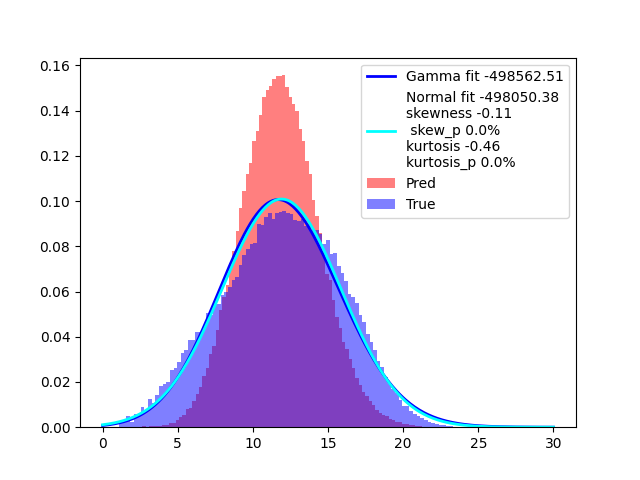 0.16
0.14
0.12
0.10
0.08
0.06
0.04
0.02
0.00
0
5
10
15
20
25
30
Gamma fit -498562.51
Normal fit -498050.38
skewness -0.11
skew_p 0.0%
kurtosis -0.46
kurtosis_p 0.0%
Pred
True